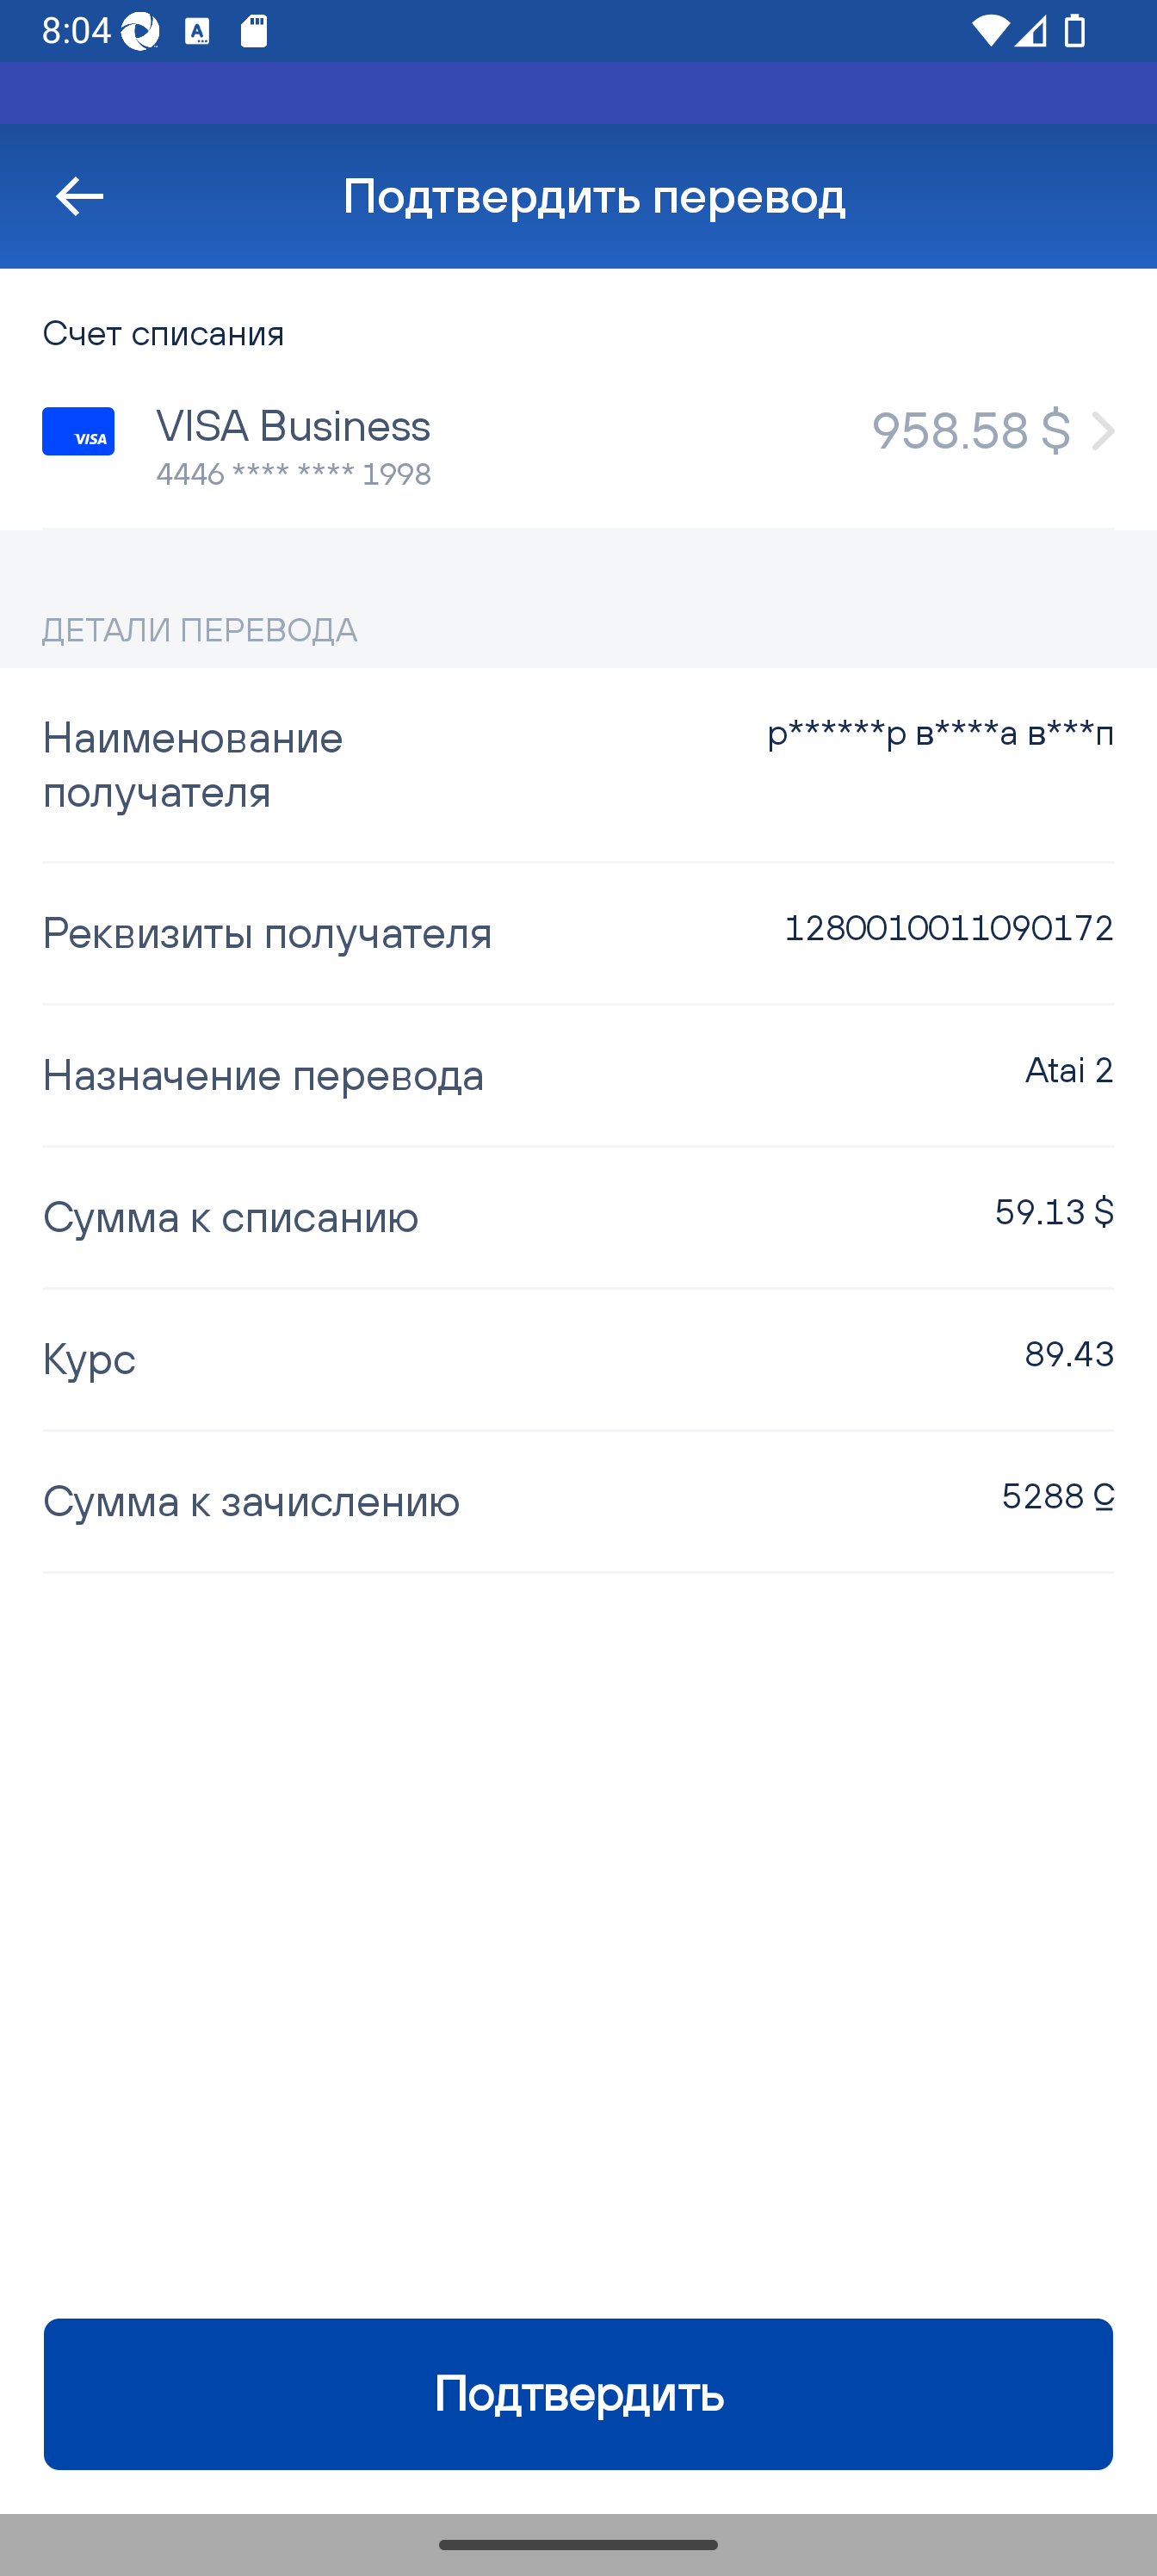 8:04
Подтвердить перевод
Счет списания
VISA
VISA Business
958.58 $
4446 **** **** 1998
ДЕТАЛИ ПЕРЕВОДА
Наименование получателя
р******р в****а в***п
Реквизиты получателя
1280010011090172
Назначение перевода
Atai 2
Сумма к списанию
59.13 $
Курс
89.43
Сумма к зачислению
5288 С̲
Подтвердить